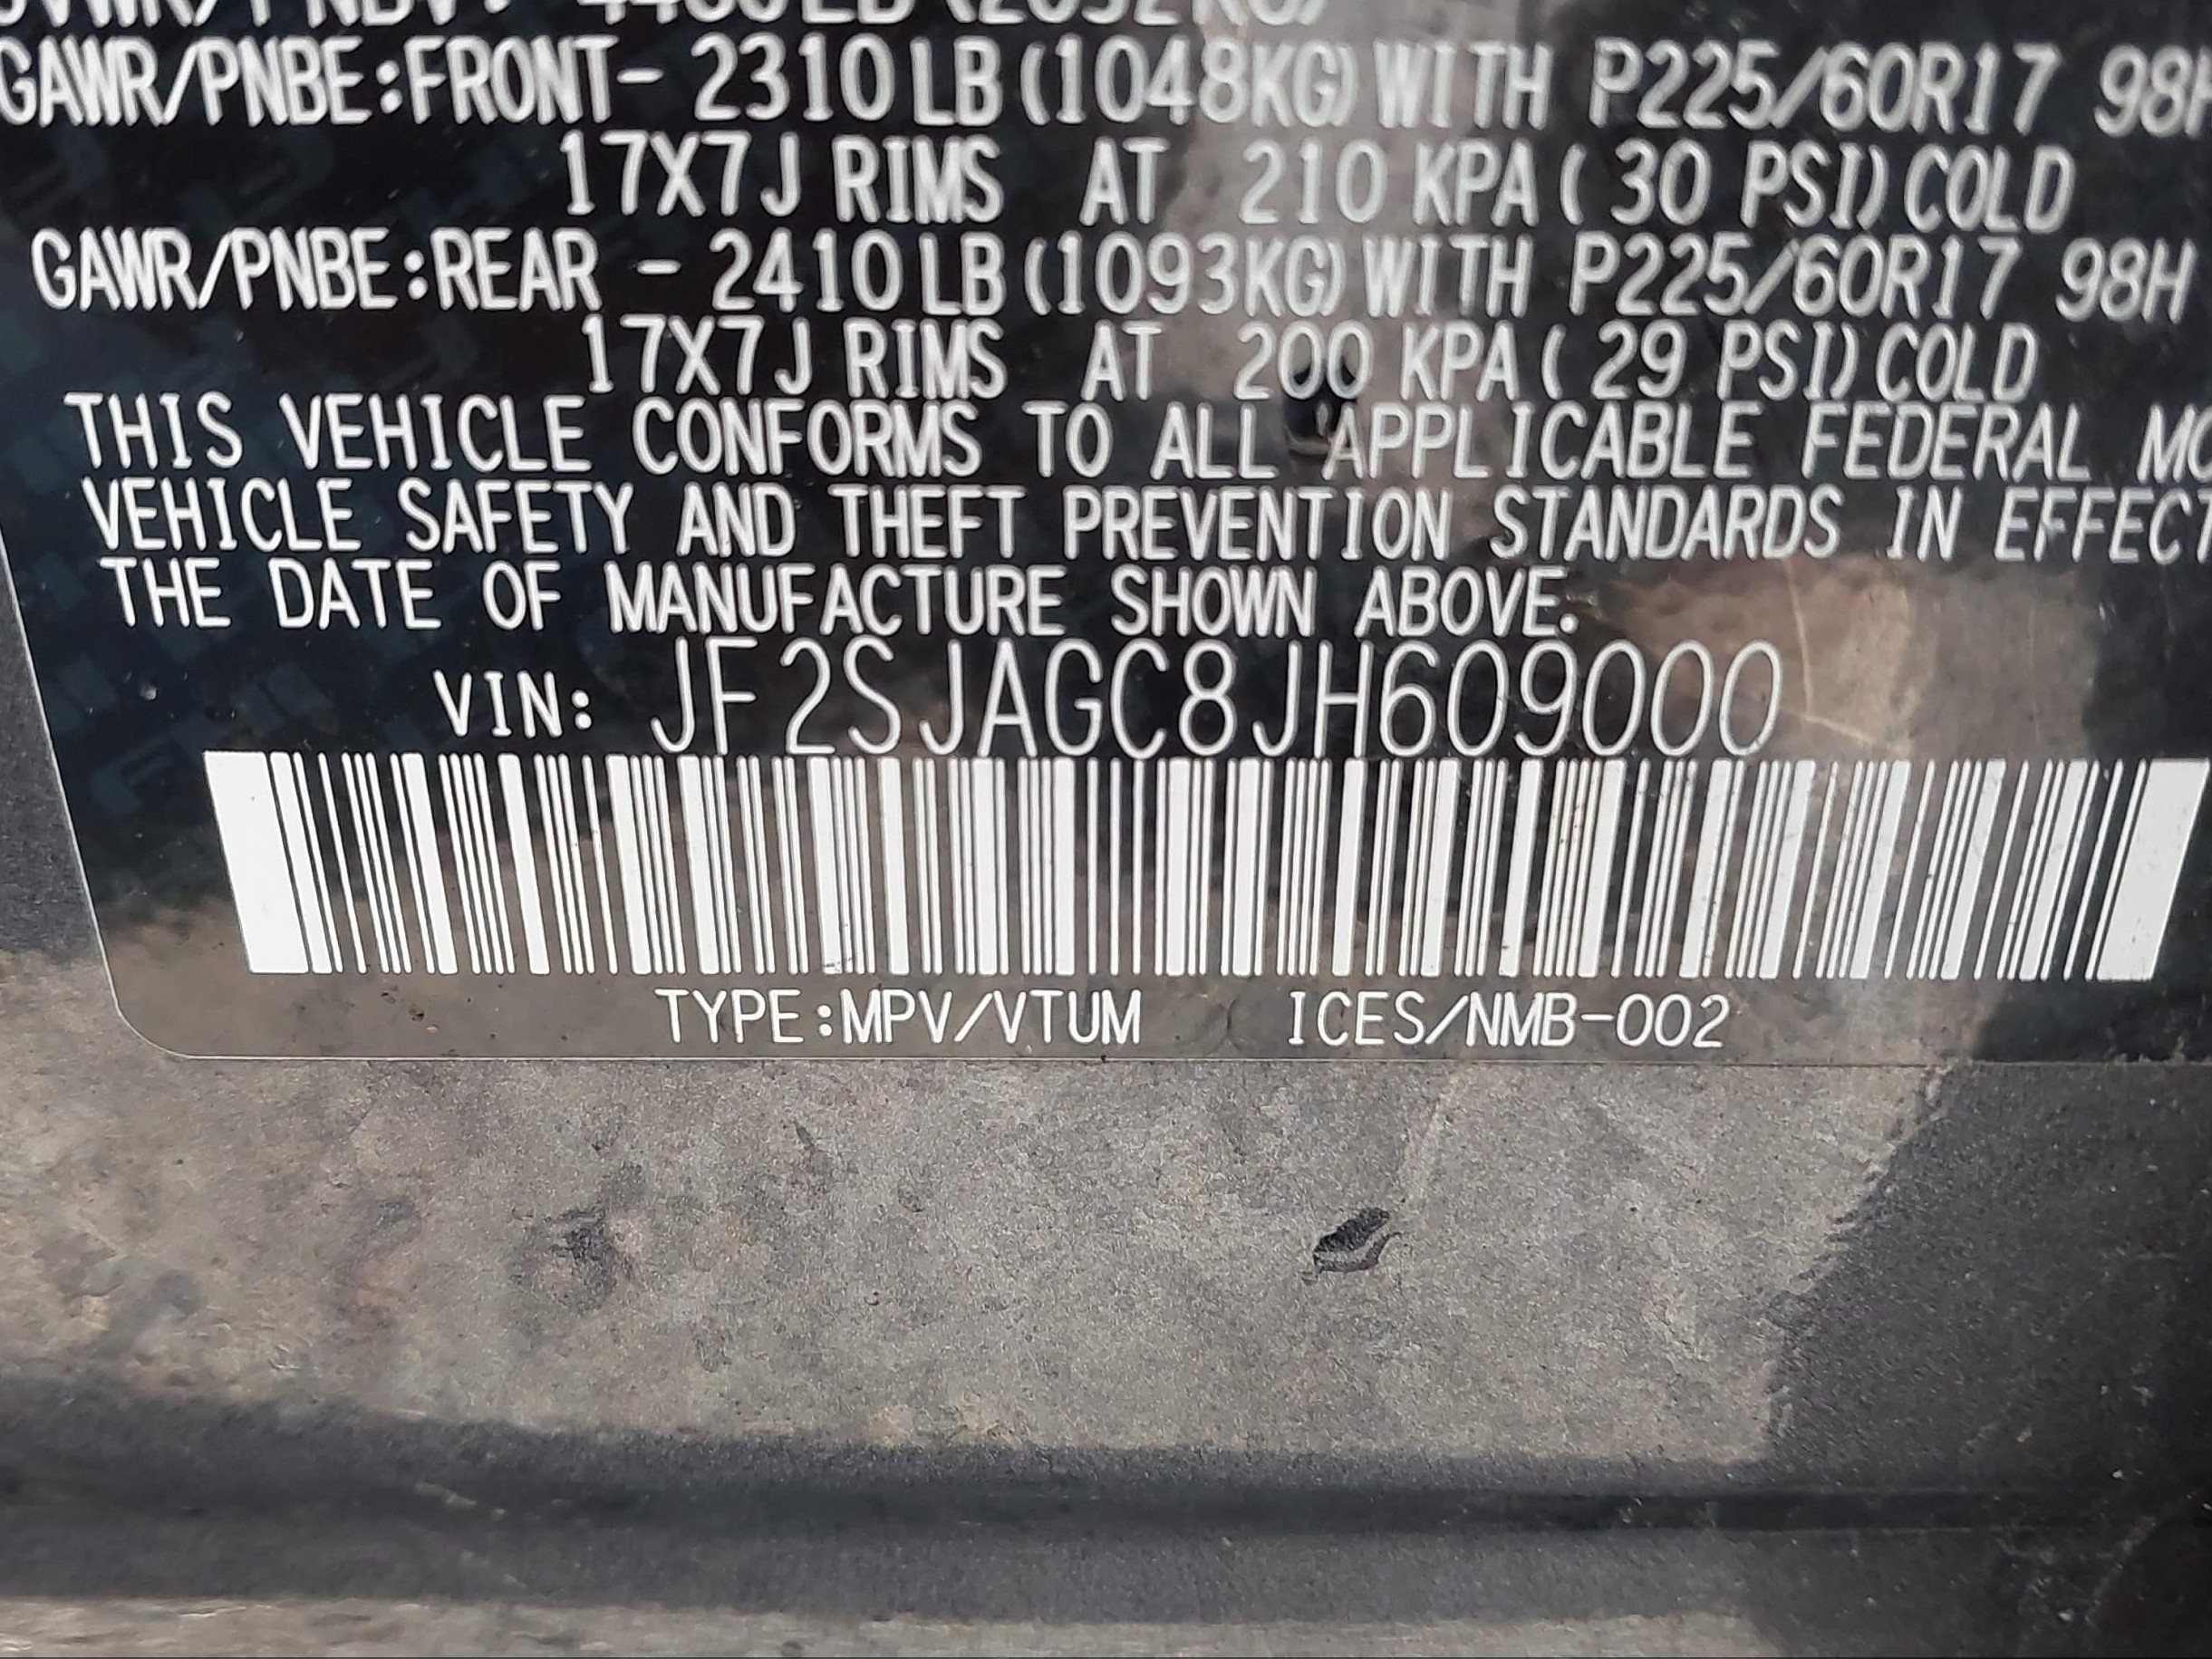 GAWR/PNBE:FRONT- 2310 LB (1048KG) WITH P225/60R17 98H
17X7J RIMS AT 210 KPA ( 30 PSI) COLD
GAWR/PNBE:REAR - 2410 LB (1093KG) WITH P225/60R17 98H
17X7J RIMS AT 200 KPA ( 29 PSI) COLD
THIS VEHICLE CONFORMS TO ALL APPLICABLE FEDERAL MO
VEHICLE SAFETY AND THEFT PREVENTION STANDARDS IN EFFECT
THE DATE OF MANUFACTURE SHOWN ABOVE.
VIN: JF2SJAGC8JH609000
TYPE:MPV/VTUM ICES/NMB-002